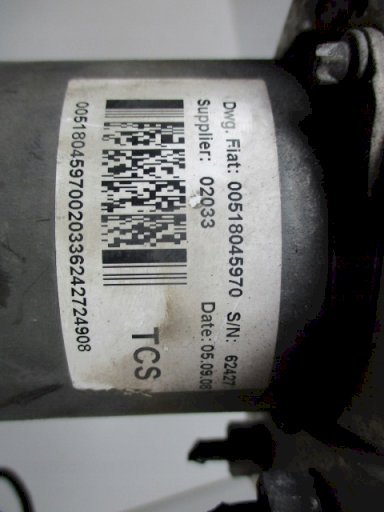 Dwg. Fiat: 00518045970 S/N: 62427
Supplier: 02033 Date: 05.09.08
TCS
00518045970020336242724908